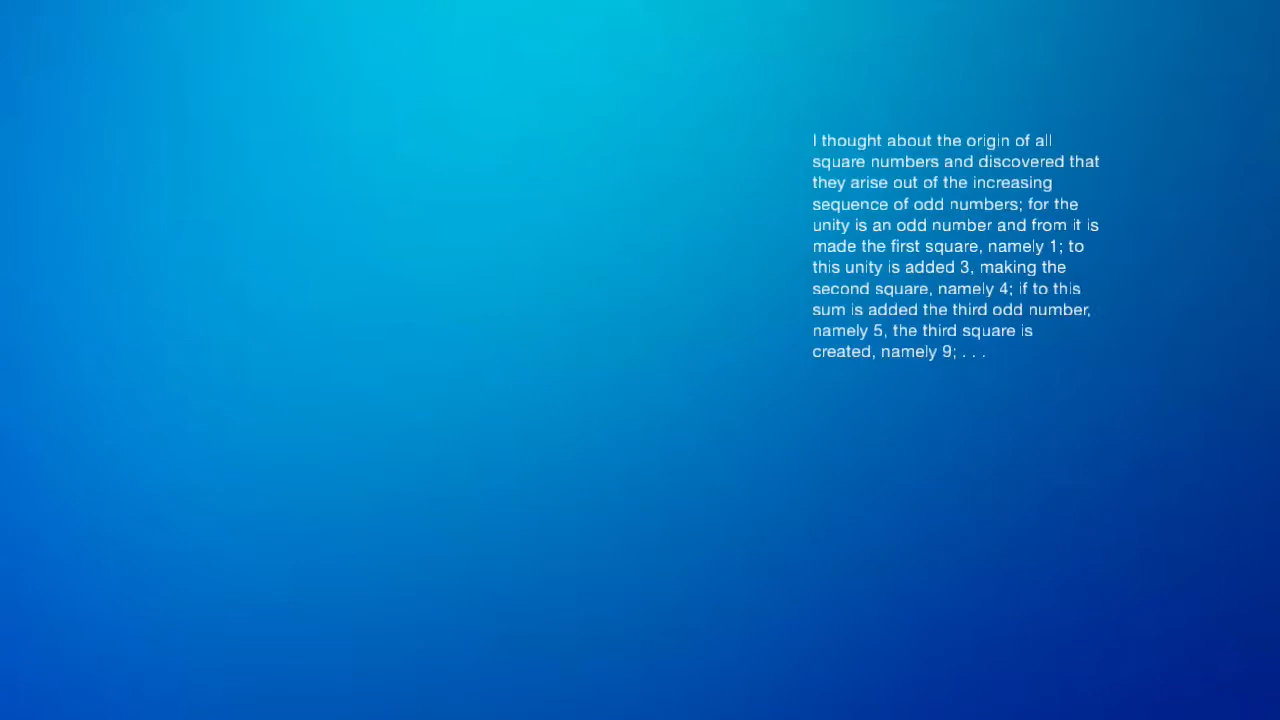 I thought about the origin of all
square numbers and discovered that
they arise out of the increasing
sequence of odd numbers; for the
unity is an odd number and from it is
made the first square, namely 1; to
this unity is added 3, making the
second square, namely 4; if to this
sum is added the third odd number,
namely 5, the third square is
created, namely 9; . . .